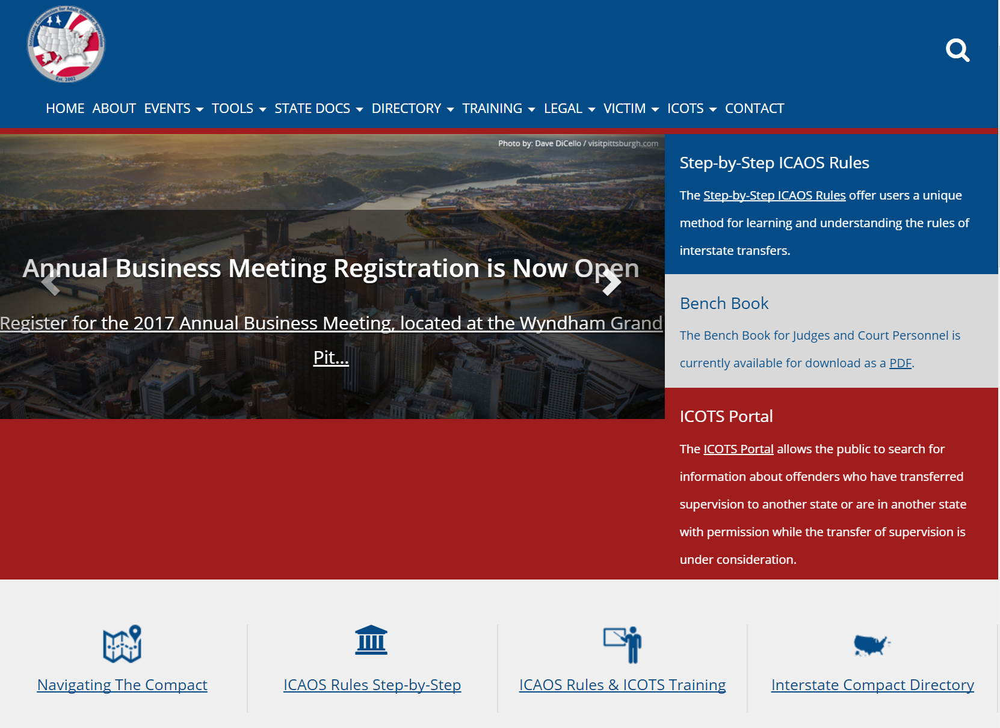 Interstate Commission for Adult Offender Supervision
Est. 2002
HOME ABOUT EVENTS TOOLS STATE DOCS DIRECTORY TRAINING LEGAL VICTIM ICOTS CONTACT
Photo by: Dave DiCello / visitpittsburgh.com
UPMC
Annual Business Meeting Registration is Now Open
Register for the 2017 Annual Business Meeting, located at the Wyndham Grand
Pit...
Step-by-Step ICAOS Rules
The Step-by-Step ICAOS Rules offer users a unique
method for learning and understanding the rules of
interstate transfers.
Bench Book
The Bench Book for Judges and Court Personnel is
currently available for download as a PDF.
ICOTS Portal
The ICOTS Portal allows the public to search for
information about offenders who have transferred
supervision to another state or are in another state
with permission while the transfer of supervision is
under consideration.
Navigating The Compact
ICAOS Rules Step-by-Step
ICAOS Rules & ICOTS Training
Interstate Compact Directory